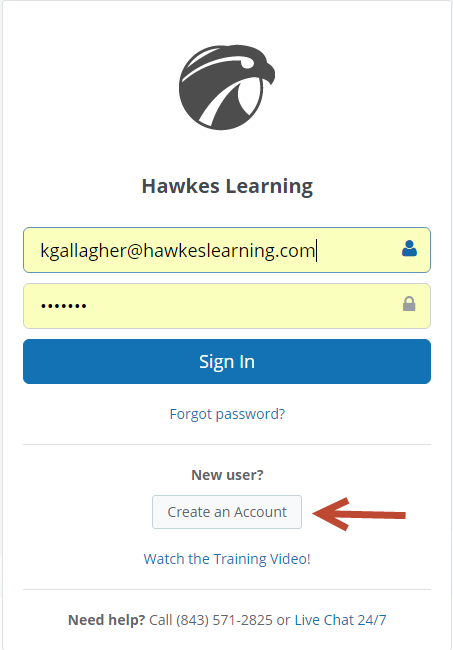 Hawkes Learning
kgallagher@hawkeslearning.com
•••••••
Sign In
Forgot password?
New user?
Create an Account
Watch the Training Video!
Need help? Call (843) 571-2825 or Live Chat 24/7